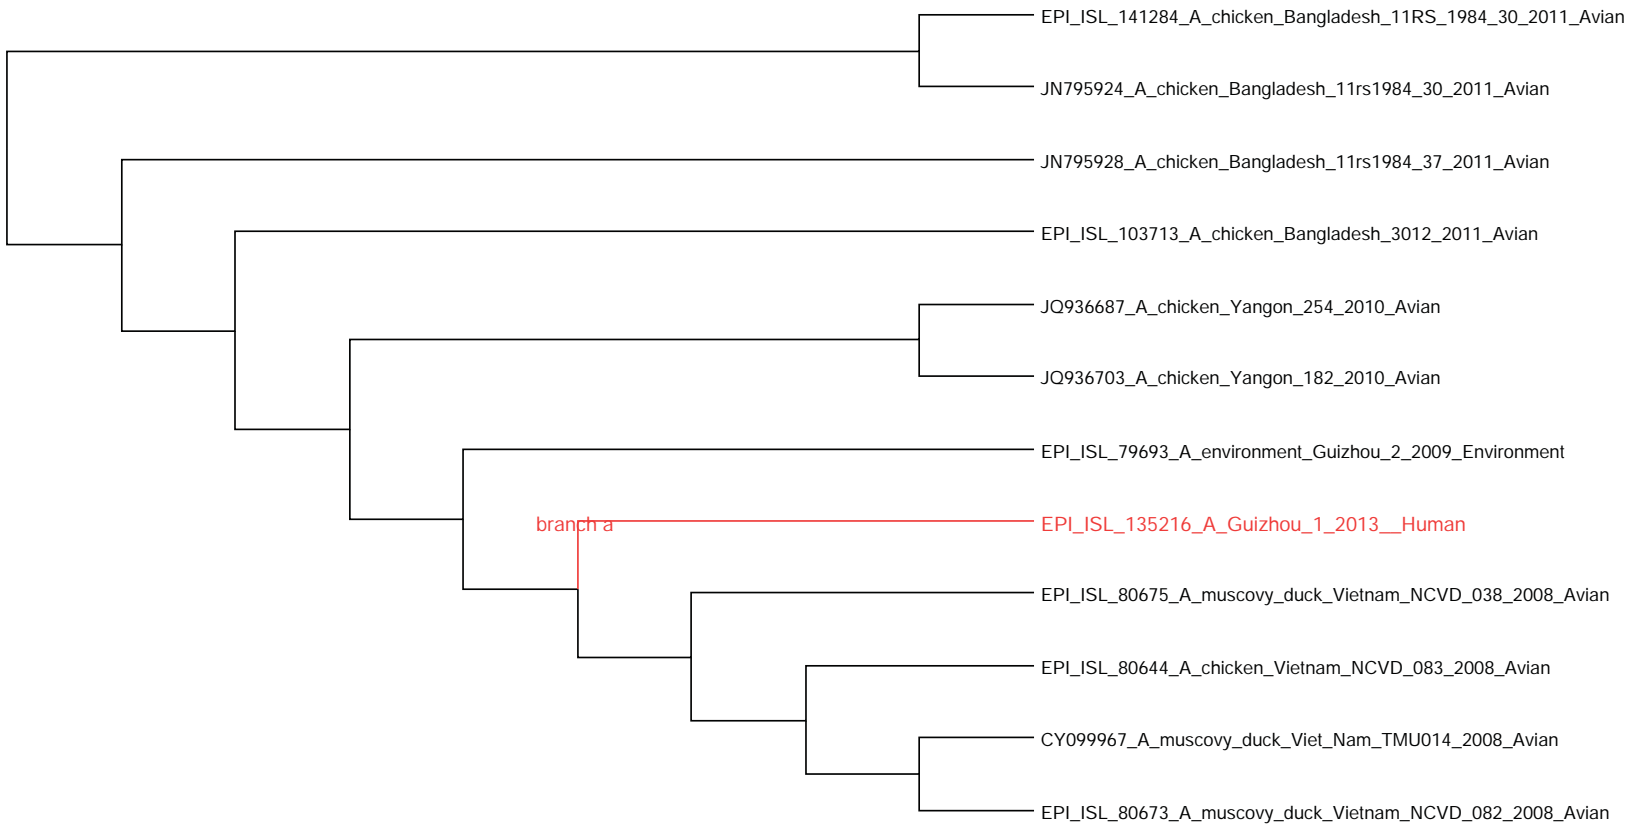 EPI_ISL_141284_A_chicken_Bangladesh_11RS_1984_30_2011_Avian
JN795924_A_chicken_Bangladesh_11rs1984_30_2011_Avian
JN795928_A_chicken_Bangladesh_11rs1984_37_2011_Avian
EPI_ISL_103713_A_chicken_Bangladesh_3012_2011_Avian
JQ936687_A_chicken_Yangon_254_2010_Avian
JQ936703_A_chicken_Yangon_182_2010_Avian
EPI_ISL_79693_A_environment_Guizhou_2_2009_Environment
branch a
EPI_ISL_135216_A_Guizhou_1_2013__Human
EPI_ISL_80675_A_muscovy_duck_Vietnam_NCVD_038_2008_Avian
EPI_ISL_80644_A_chicken_Vietnam_NCVD_083_2008_Avian
CY099967_A_muscovy_duck_Viet_Nam_TMU014_2008_Avian
EPI_ISL_80673_A_muscovy_duck_Vietnam_NCVD_082_2008_Avian